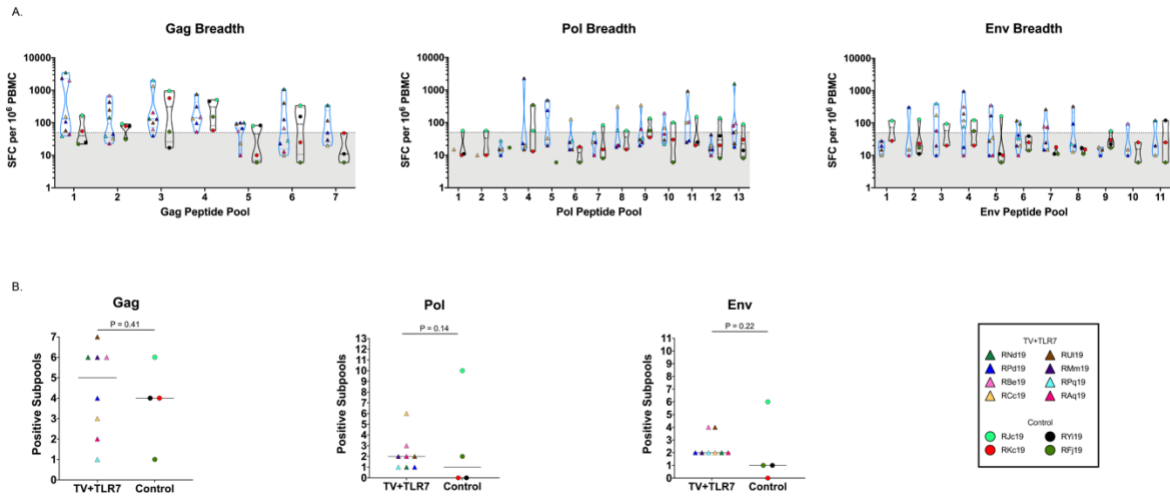 A.
Gag Breadth
SFC per 10⁶ PBMC
10000
1000
100
50
10
1
1 2 3 4 5 6 7
Gag Peptide Pool
Pol Breadth
SFC per 10⁶ PBMC
10000
1000
100
50
10
1
1 2 3 4 5 6 7 8 9 10 11 12 13
Pol Peptide Pool
Env Breadth
SFC per 10⁶ PBMC
10000
1000
100
50
10
1
1 2 3 4 5 6 7 8 9 10 11
Env Peptide Pool
B.
Gag
P = 0.41
Positive Subpools
7
6
5
4
3
2
1
0
TV+TLR7 Control
Pol
P = 0.14
Positive Subpools
13
12
11
10
9
8
7
6
5
4
3
2
1
0
TV+TLR7 Control
Env
P = 0.22
Positive Subpools
11
10
9
8
7
6
5
4
3
2
1
0
TV+TLR7 Control
TV+TLR7
RNd19 RUl19
RPd19 RMm19
RBe19 RPq19
RCc19 RAq19
Control
RJc19 RYi19
RKc19 RFj19